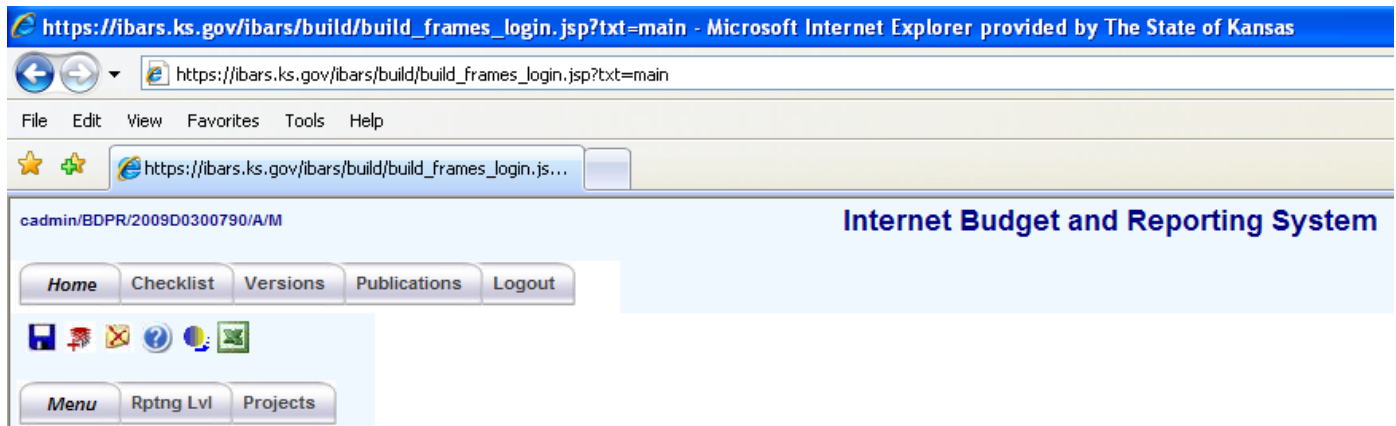 https://ibars.ks.gov/ibars/build/build_frames_login.jsp?txt=main - Microsoft Internet Explorer provided by The State of Kansas
https://ibars.ks.gov/ibars/build/build_frames_login.jsp?txt=main
File Edit View Favorites Tools Help
https://ibars.ks.gov/ibars/build/build_frames_login.js...
cadmin/BDPR/2009D0300790/A/M Internet Budget and Reporting System
Home Checklist Versions Publications Logout
Menu Rptng Lvl Projects